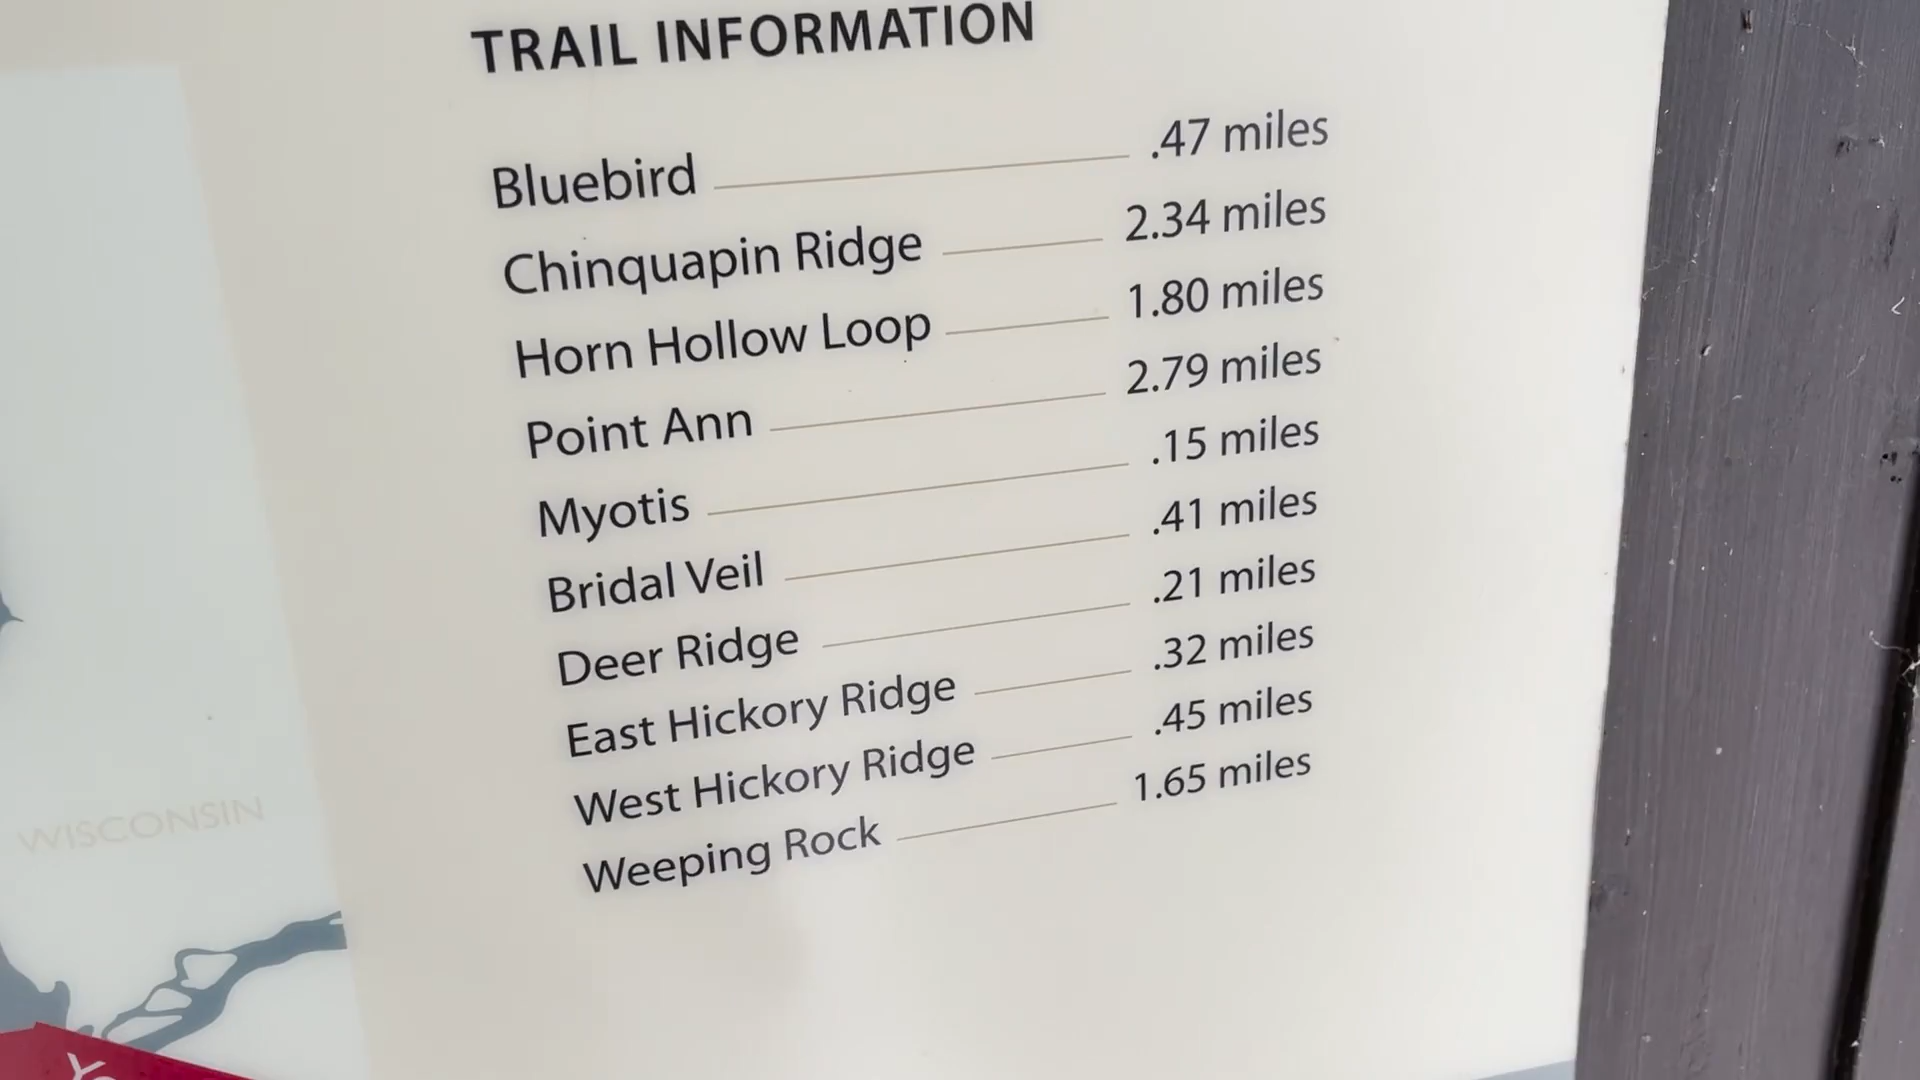 TRAIL INFORMATION
Bluebird .47 miles
Chinquapin Ridge 2.34 miles
Horn Hollow Loop 1.80 miles
Point Ann 2.79 miles
Myotis .15 miles
Bridal Veil .41 miles
Deer Ridge .21 miles
East Hickory Ridge .32 miles
West Hickory Ridge .45 miles
Weeping Rock 1.65 miles
WISCONSIN